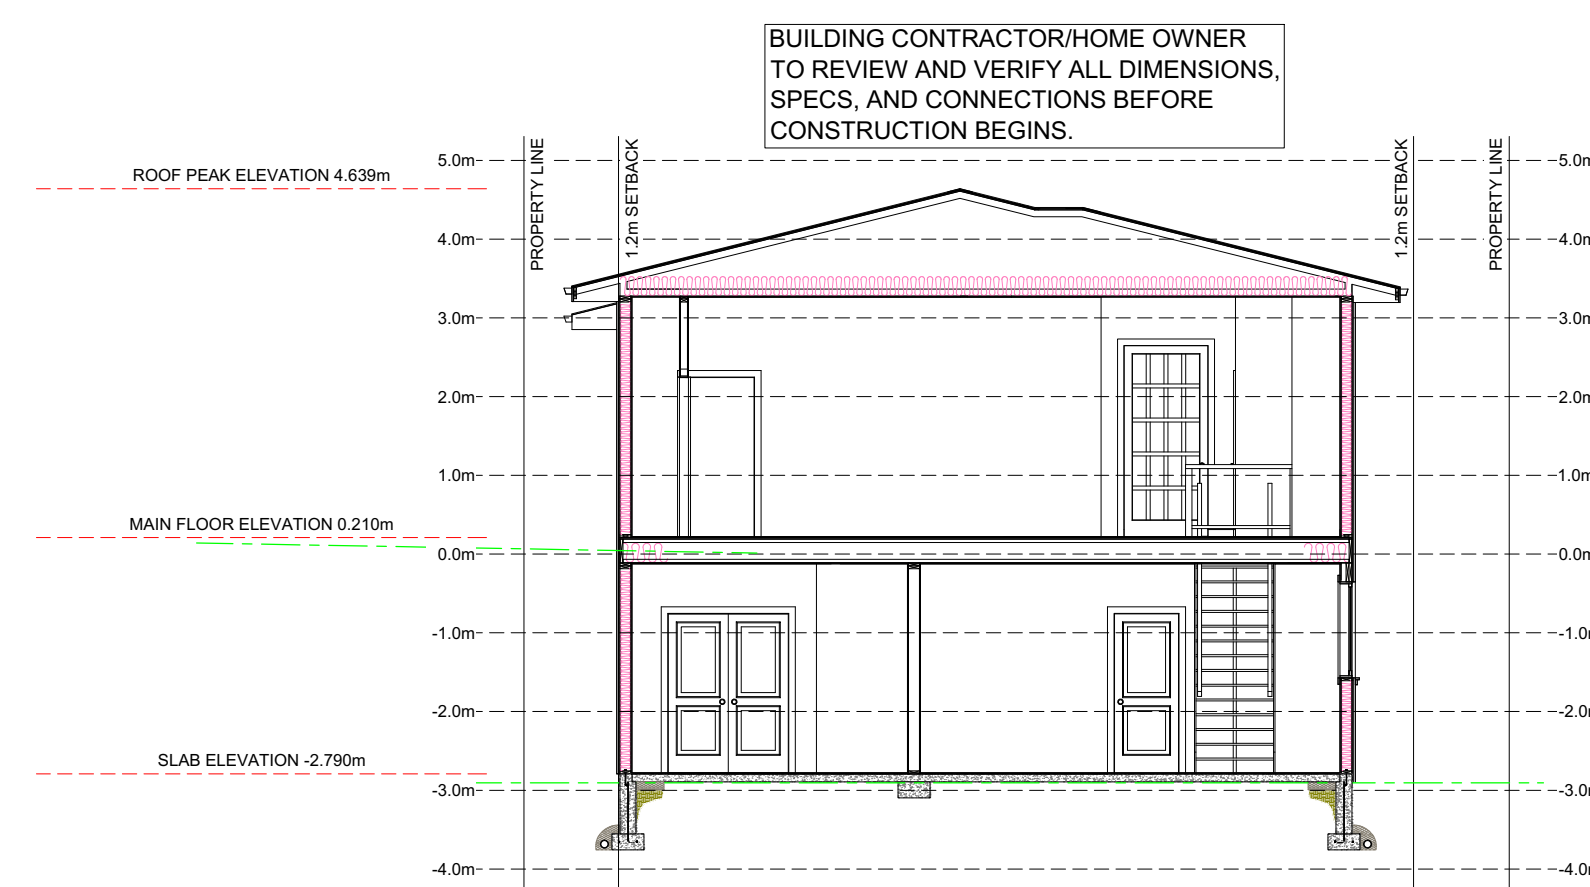 BUILDING CONTRACTOR/HOME OWNER
TO REVIEW AND VERIFY ALL DIMENSIONS,
SPECS, AND CONNECTIONS BEFORE
CONSTRUCTION BEGINS.
PROPERTY LINE
1.2m SETBACK
1.2m SETBACK
PROPERTY LINE
ROOF PEAK ELEVATION 4.639m
MAIN FLOOR ELEVATION 0.210m
SLAB ELEVATION -2.790m
5.0m
4.0m
3.0m
2.0m
1.0m
0.0m
-1.0m
-2.0m
-3.0m
-4.0m
5.0m
4.0m
3.0m
2.0m
1.0m
0.0m
-1.0m
-2.0m
-3.0m
-4.0m